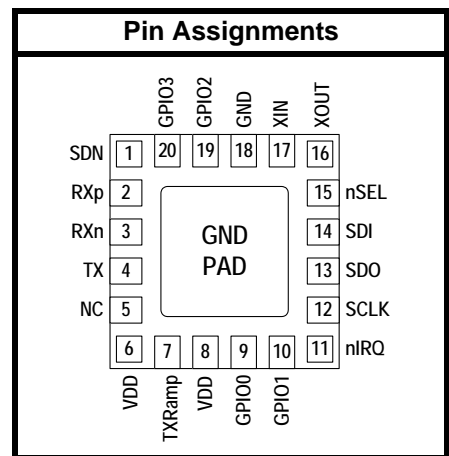 Pin Assignments
GPIO3
GPIO2
GND
XIN
XOUT
SDN 1 20 19 18 17 16
RXp 2 15 nSEL
RXn 3 GND 14 SDI
TX 4 PAD 13 SDO
NC 5 12 SCLK
6 7 8 9 10 11 nIRQ
VDD
TXRamp
VDD
GPIO0
GPIO1